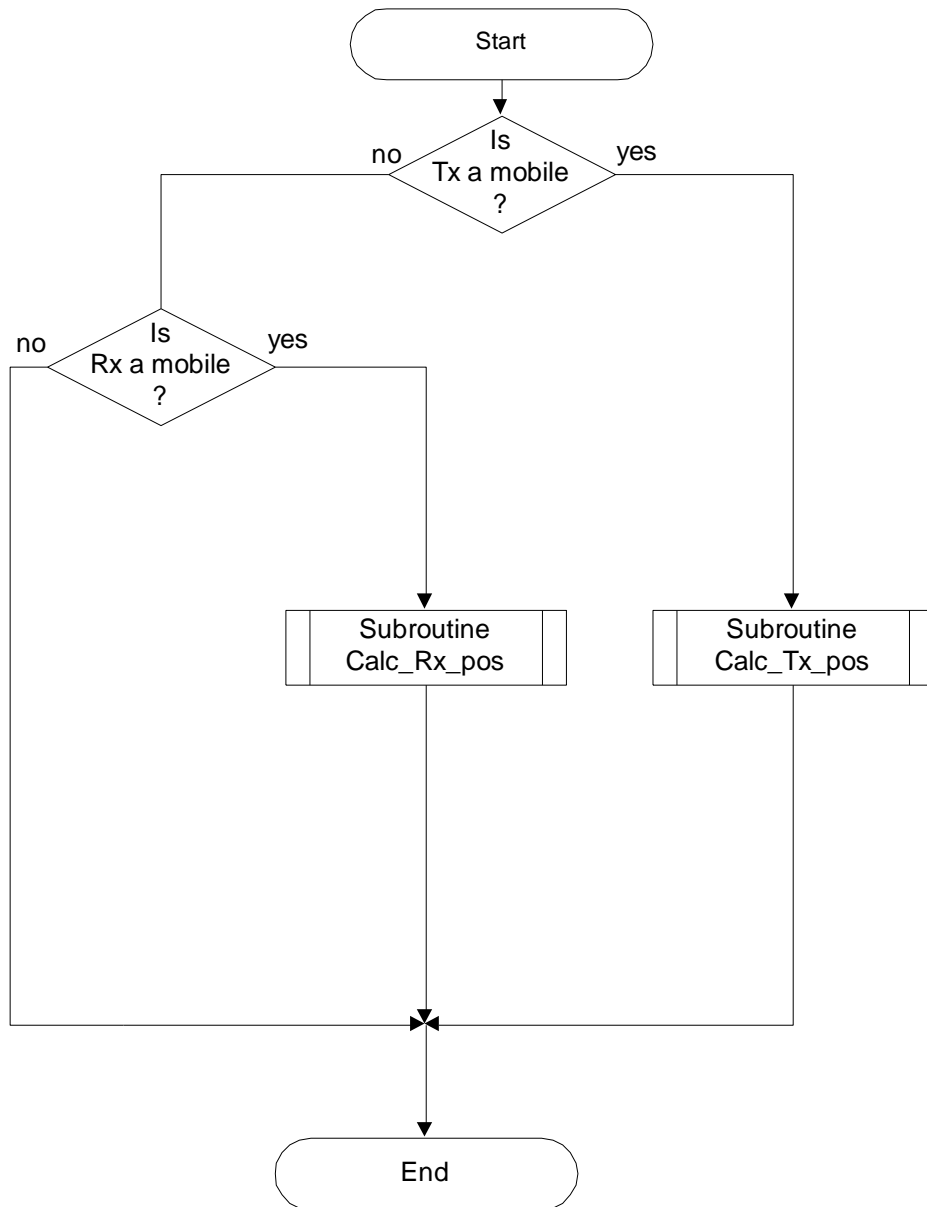 Start
Is
Tx a mobile
?
no
yes
Is
Rx a mobile
?
no
yes
Subroutine
Calc_Rx_pos
Subroutine
Calc_Tx_pos
End